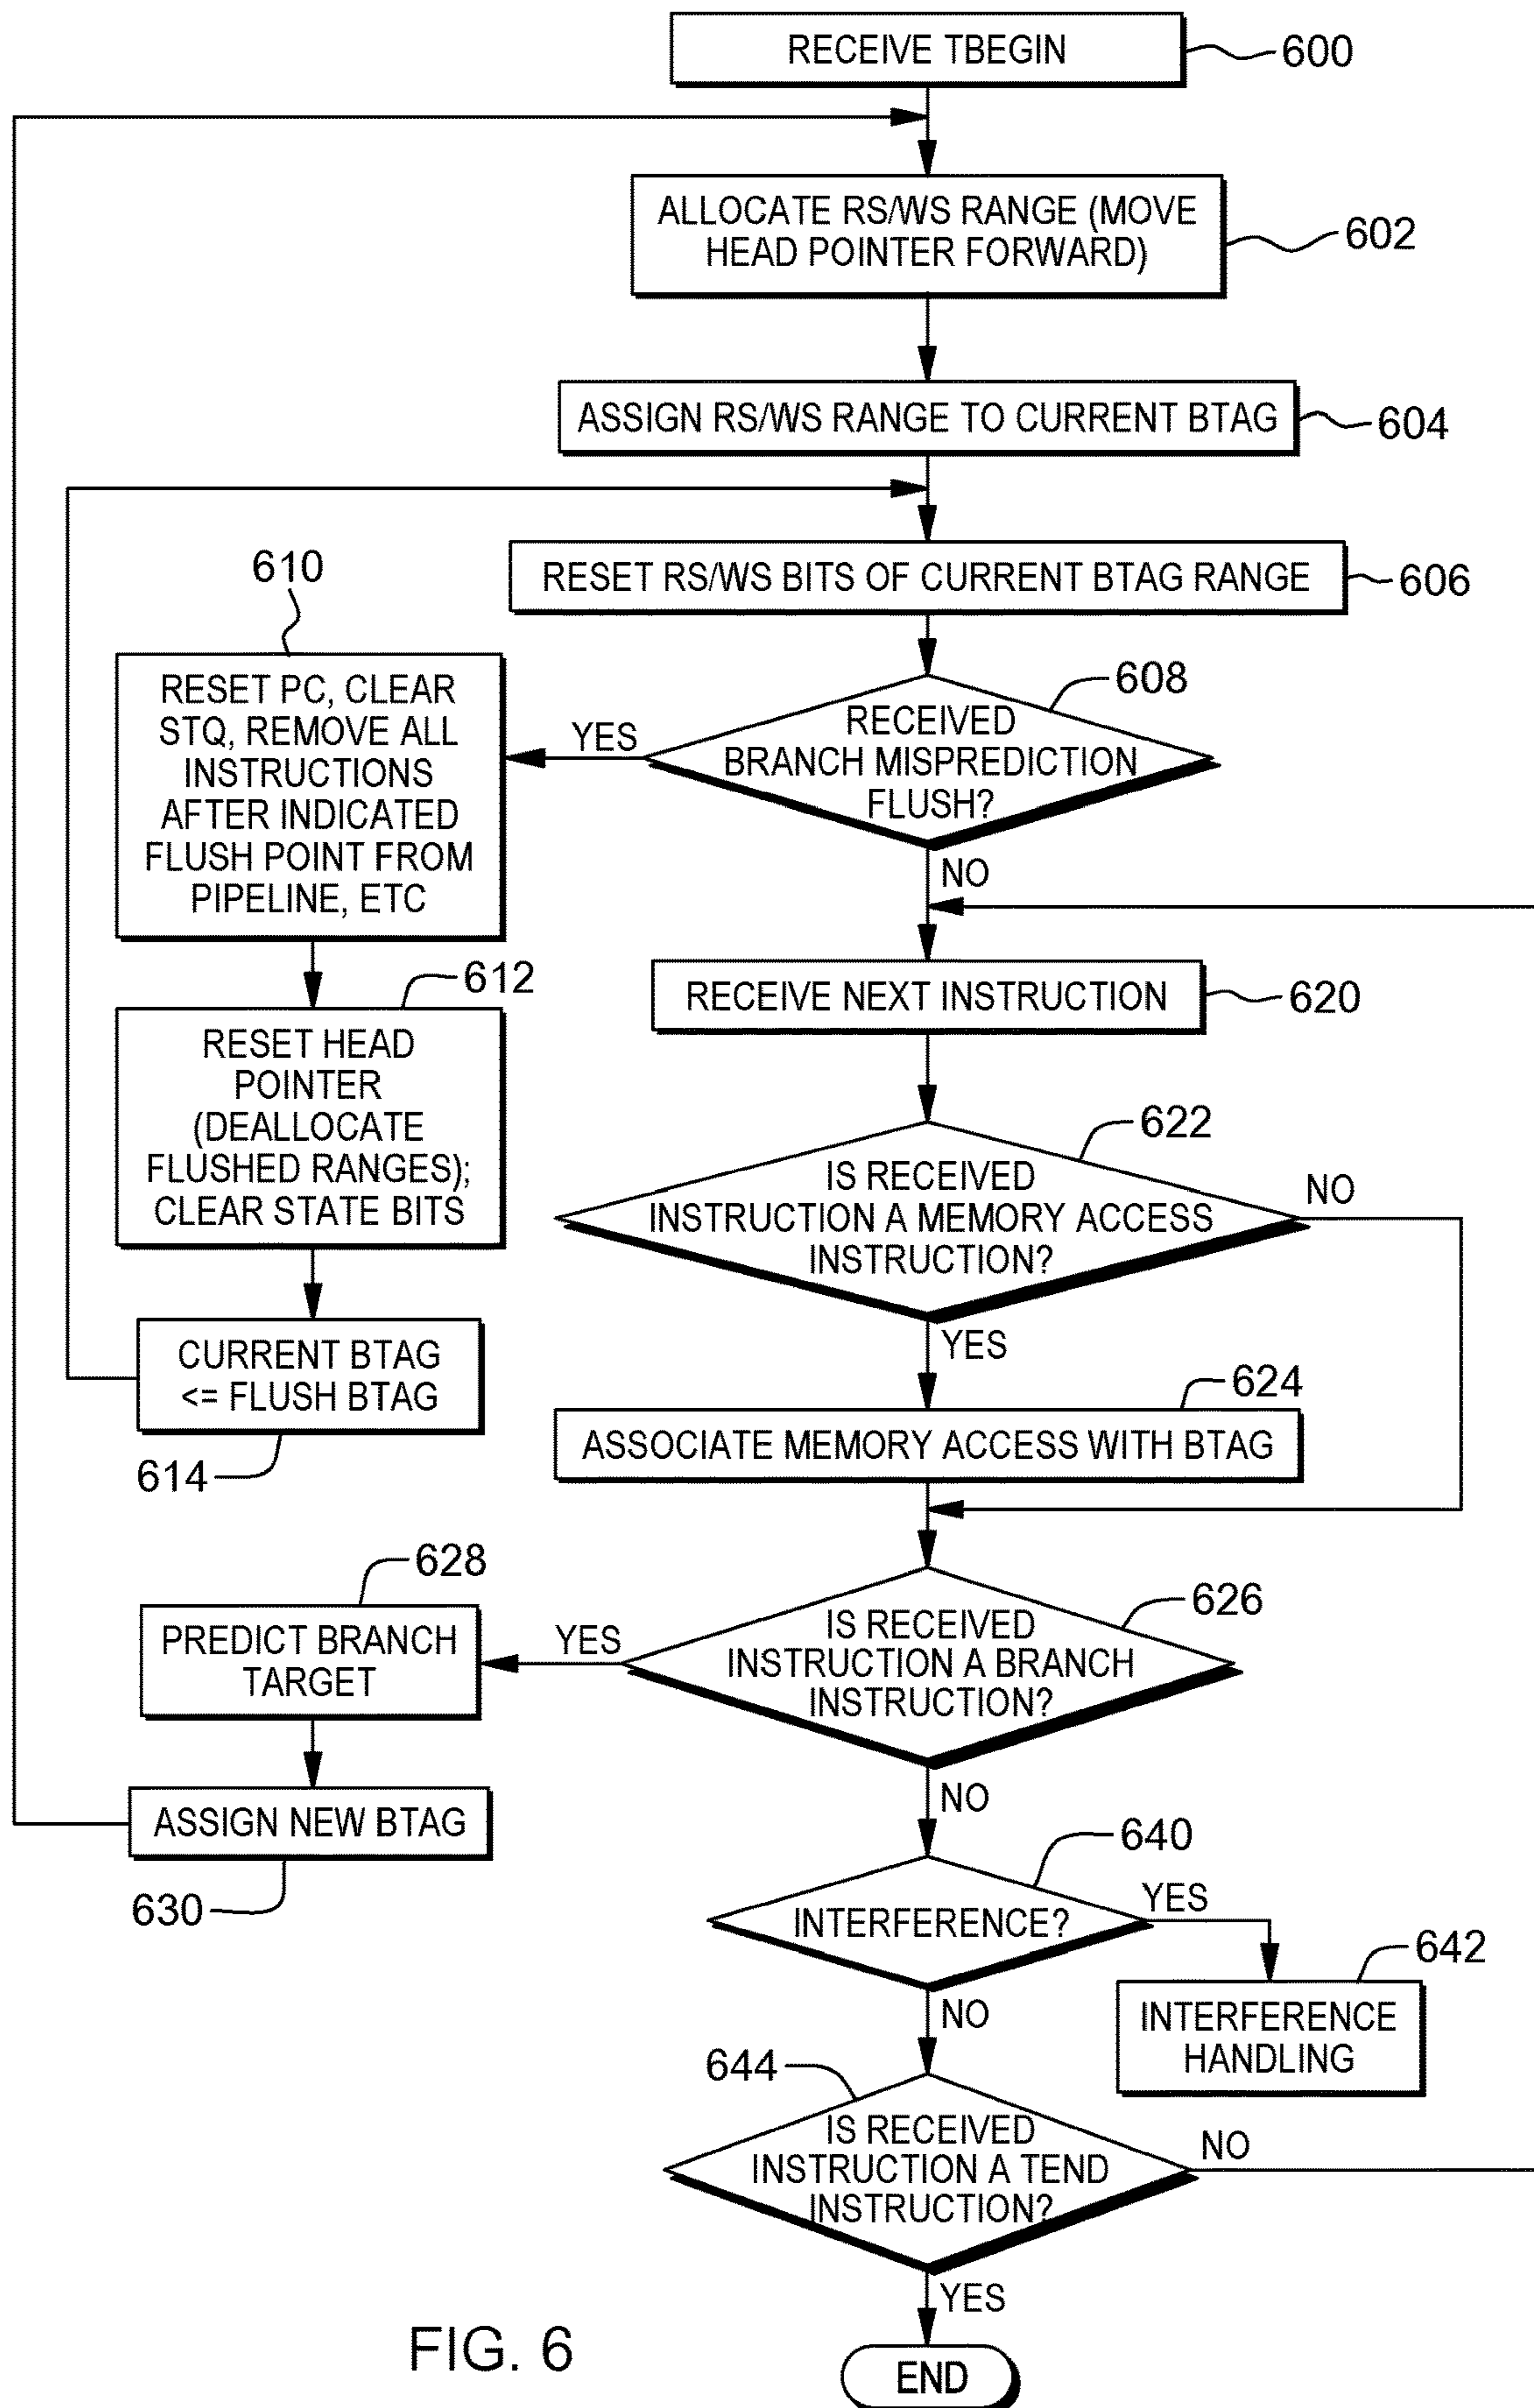 RECEIVE TBEGIN
600
ALLOCATE RS/WS RANGE (MOVE
HEAD POINTER FORWARD)
602
ASSIGN RS/WS RANGE TO CURRENT BTAG
604
RESET RS/WS BITS OF CURRENT BTAG RANGE
606
608
RECEIVED
BRANCH MISPREDICTION
FLUSH?
YES
NO
610
RESET PC, CLEAR
STQ, REMOVE ALL
INSTRUCTIONS
AFTER INDICATED
FLUSH POINT FROM
PIPELINE, ETC
612
RESET HEAD
POINTER
(DEALLOCATE
FLUSHED RANGES);
CLEAR STATE BITS
CURRENT BTAG
<= FLUSH BTAG
614
RECEIVE NEXT INSTRUCTION
620
622
IS RECEIVED
INSTRUCTION A MEMORY ACCESS
INSTRUCTION?
NO
YES
624
ASSOCIATE MEMORY ACCESS WITH BTAG
626
IS RECEIVED
INSTRUCTION A BRANCH
INSTRUCTION?
YES
NO
628
PREDICT BRANCH
TARGET
ASSIGN NEW BTAG
630
640
INTERFERENCE?
YES
NO
642
INTERFERENCE
HANDLING
644
IS RECEIVED
INSTRUCTION A TEND
INSTRUCTION?
NO
YES
END
FIG. 6